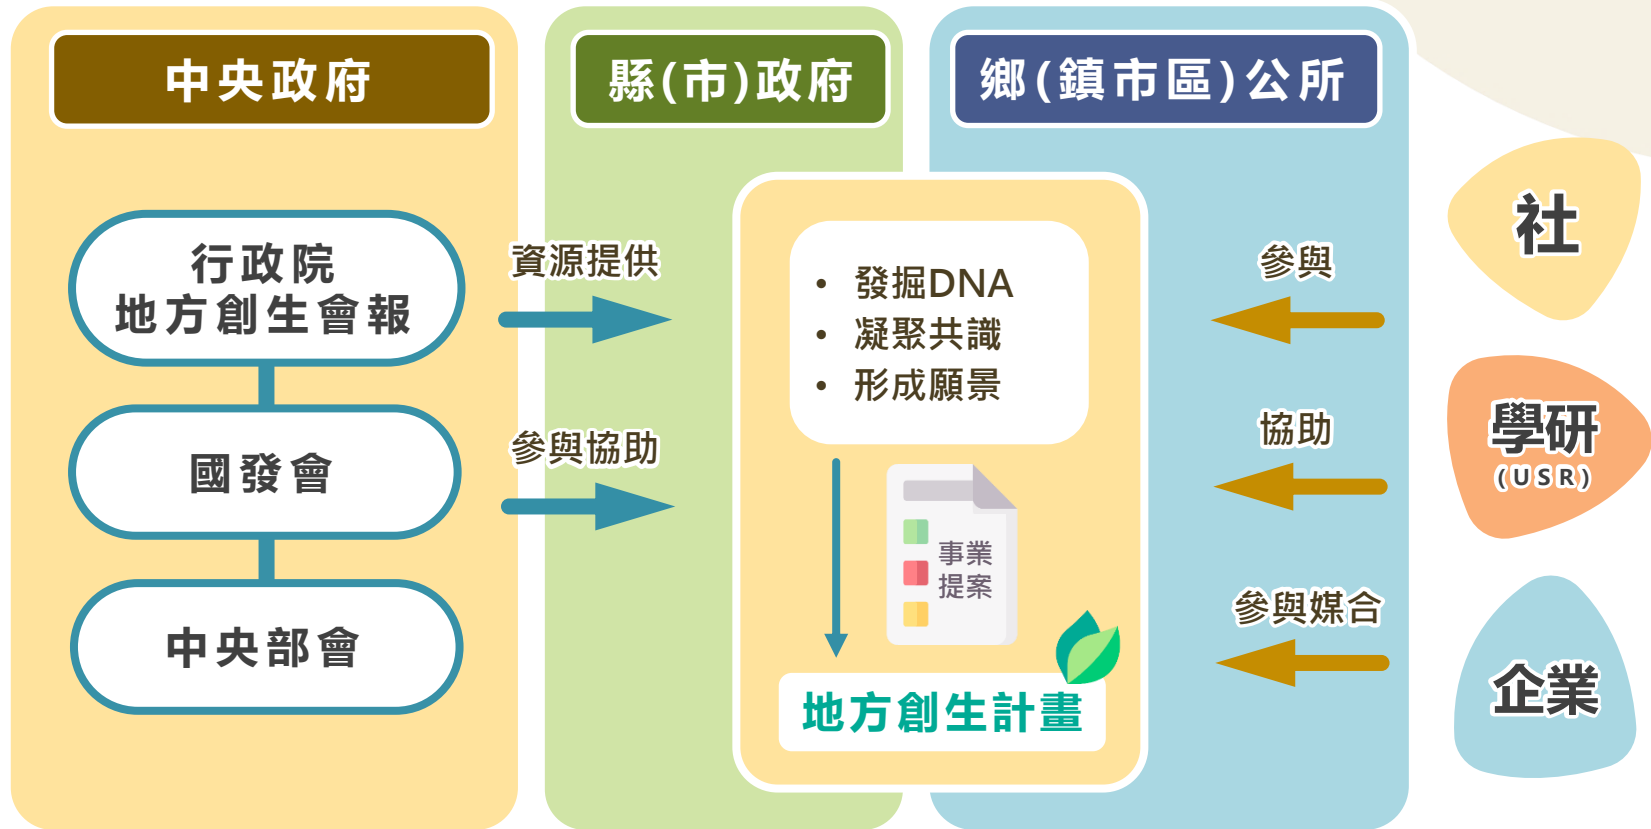 中央政府
縣(市)政府
鄉(鎮市區)公所
行政院
地方創生會報
國發會
中央部會
資源提供
參與協助
• 發掘DNA
• 凝聚共識
• 形成願景
事業
提案
地方創生計畫
參與
協助
參與媒合
社
學研
(USR)
企業